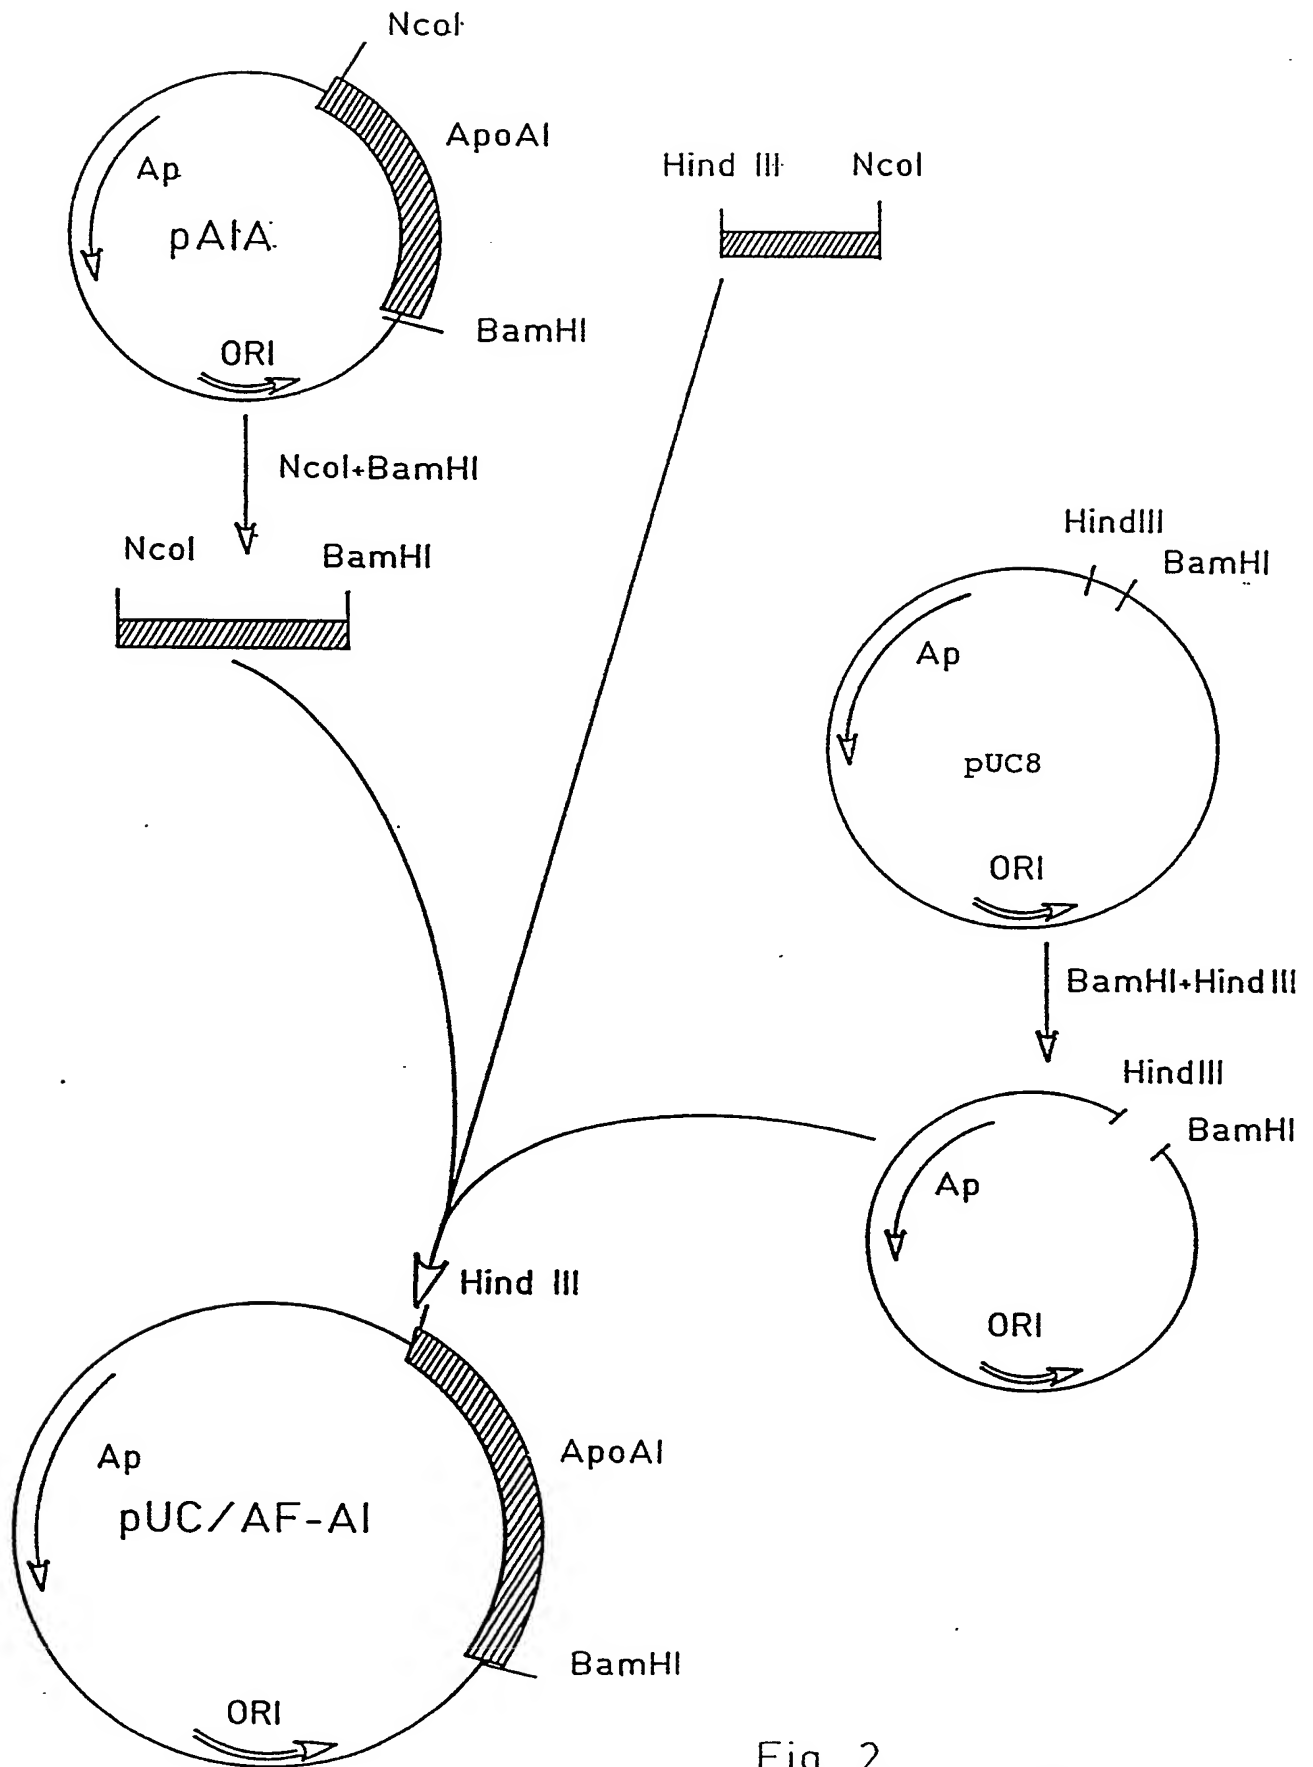 NcoI
ApoAI
Ap
pAIA
BamHI
ORI
Hind III NcoI
NcoI+BamHI
NcoI BamHI
HindIII
BamHI
Ap
pUC8
ORI
BamHI+HindIII
HindIII
BamHI
Ap
ORI
Hind III
ApoAI
Ap
pUC/AF-AI
BamHI
ORI
Fig. 2